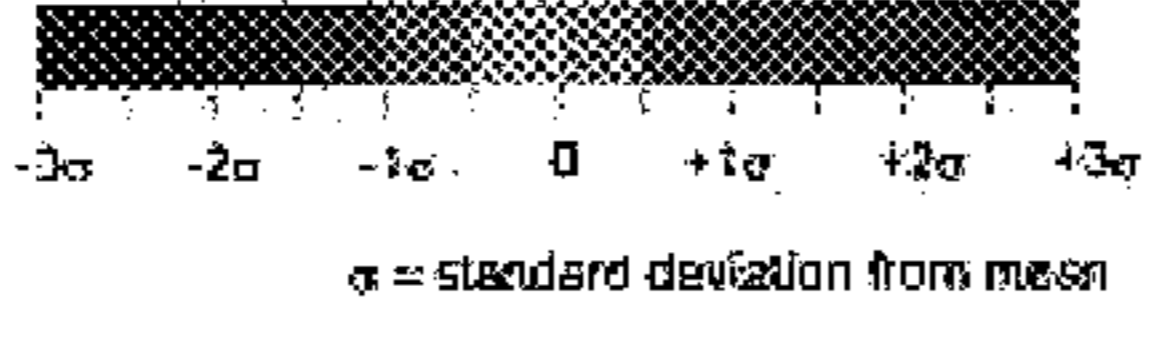 -3σ -2σ -1σ 0 +1σ +2σ +3σ
σ = standard deviation from mean